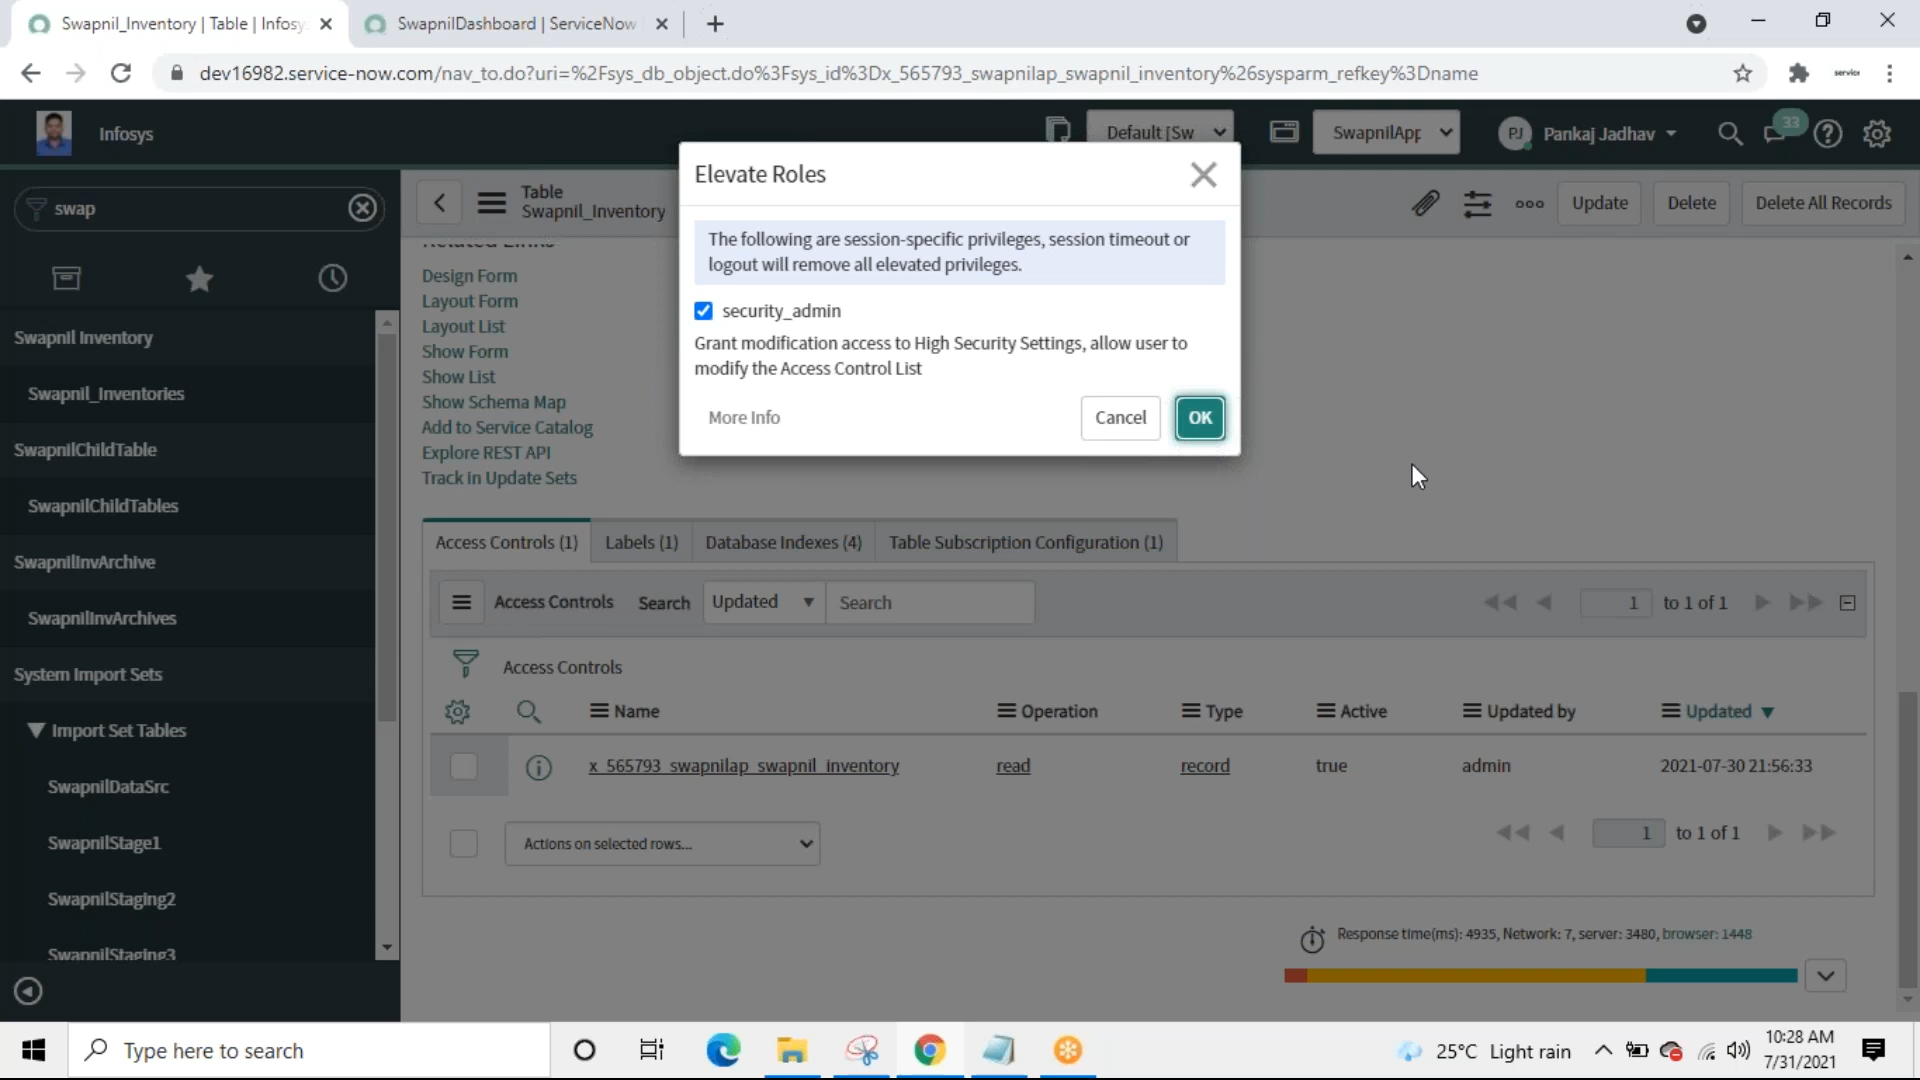 Swapnil_Inventory | Table | Infosy
SwapnilDashboard | ServiceNow
dev16982.service-now.com/nav_to.do?uri=%2Fsys_db_object.do%3Fsys_id%3Dx_565793_swapnilap_swapnil_inventory%26sysparm_refkey%3Dname
service
Infosys
Default [Sw
SwapnilApp
PJ
Pankaj Jadhav
33
swap
Table
Swapnil_Inventory
Update
Delete
Delete All Records
Elevate Roles
The following are session-specific privileges, session timeout or
logout will remove all elevated privileges.
security_admin
Grant modification access to High Security Settings, allow user to
modify the Access Control List
More Info
Cancel
OK
Swapnil Inventory
Swapnil_Inventories
SwapnilChildTable
SwapnilChildTables
SwapnilInvArchive
SwapnilInvArchives
System Import Sets
Import Set Tables
SwapnilDataSrc
SwapnilStage1
SwapnilStaging2
SwapnilStaging3
Related Links
Design Form
Layout Form
Layout List
Show Form
Show List
Show Schema Map
Add to Service Catalog
Explore REST API
Track in Update Sets
Access Controls (1)
Labels (1)
Database Indexes (4)
Table Subscription Configuration (1)
Access Controls
Search
Updated
Search
1 to 1 of 1
Access Controls
Name
Operation
Type
Active
Updated by
Updated
x_565793_swapnilap_swapnil_inventory
read
record
true
admin
2021-07-30 21:56:33
Actions on selected rows...
1 to 1 of 1
Response time(ms): 4935, Network: 7, server: 3480, browser: 1448
Type here to search
25°C Light rain
10:28 AM
7/31/2021